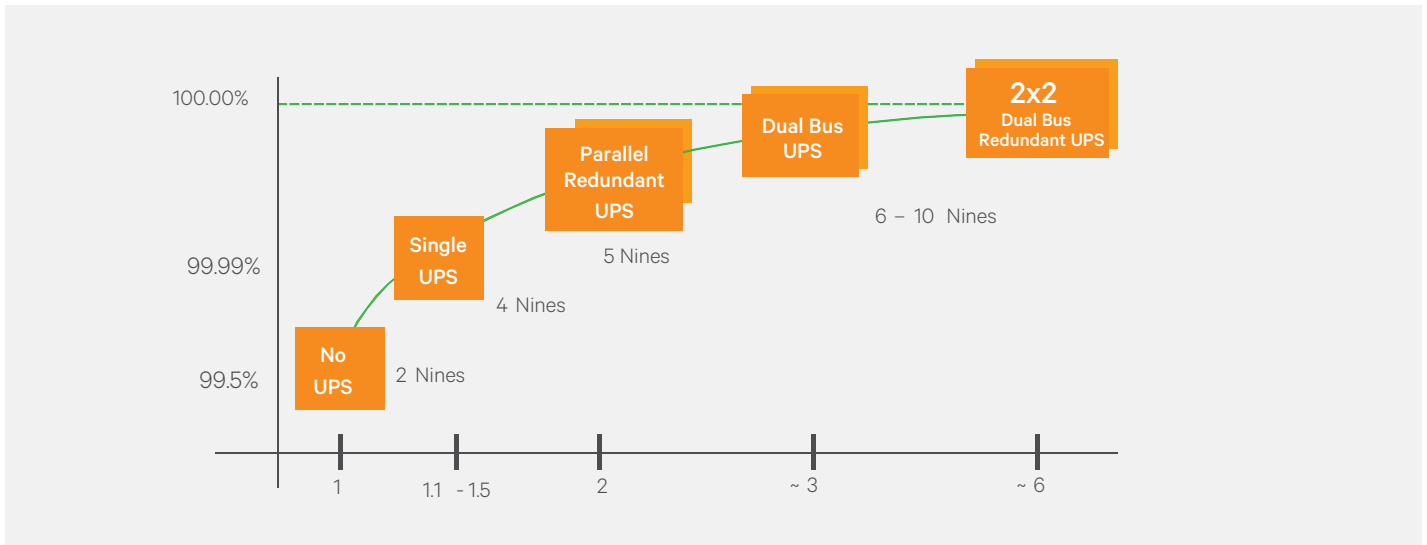 100.00%
99.99%
99.5%
2x2
Dual Bus
Redundant UPS
Dual Bus
UPS
Parallel
Redundant
UPS
6 – 10 Nines
Single
UPS
5 Nines
4 Nines
No
UPS
2 Nines
1
1.1 - 1.5
2
~ 3
~ 6